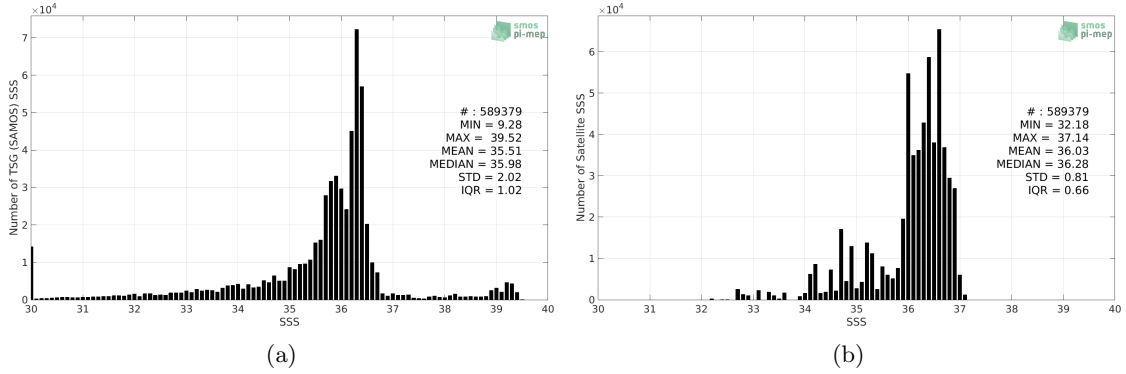 ×10⁴
7
6
5
4
3
2
1
0
Number of TSG (SAMOS) SSS
smos
pi-mep
# : 589379
MIN = 9.28
MAX = 39.52
MEAN = 35.51
MEDIAN = 35.98
STD = 2.02
IQR = 1.02
30 31 32 33 34 35 36 37 38 39 40
SSS
(a)
×10⁴
6
5
4
3
2
1
0
Number of Satellite SSS
smos
pi-mep
# : 589379
MIN = 32.18
MAX = 37.14
MEAN = 36.03
MEDIAN = 36.28
STD = 0.81
IQR = 0.66
30 31 32 33 34 35 36 37 38 39 40
SSS
(b)